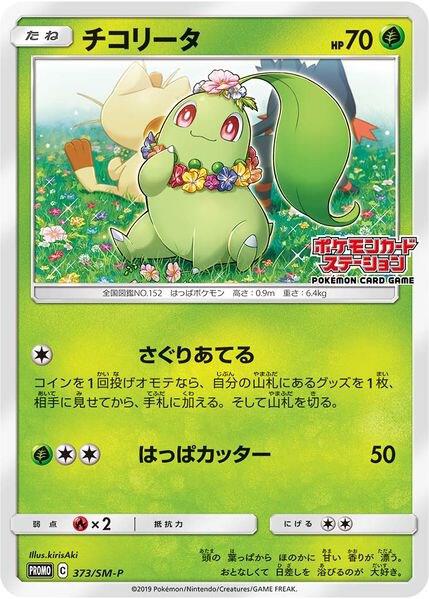 たね チコリータ HP70
ポケモンカード
ステーション
POKÉMON CARD GAME
全国図鑑NO.152 はっぱポケモン 高さ:0.9m 重さ:6.4kg
さぐりあてる
コインを1回投げオモテなら、自分の山札にあるグッズを1枚、
相手に見せてから、手札に加える。そして山札を切る。
はっぱカッター 50
弱点 ×2 抵抗力 にげる
Illus.kirisAki
PROMO C 373/SM-P
頭の 葉っぱから ほのかに 甘い 香りが 漂う。
おとなしくて 日差しを 浴びるのが 大好き。
©2019 Pokémon/Nintendo/Creatures/GAME FREAK.